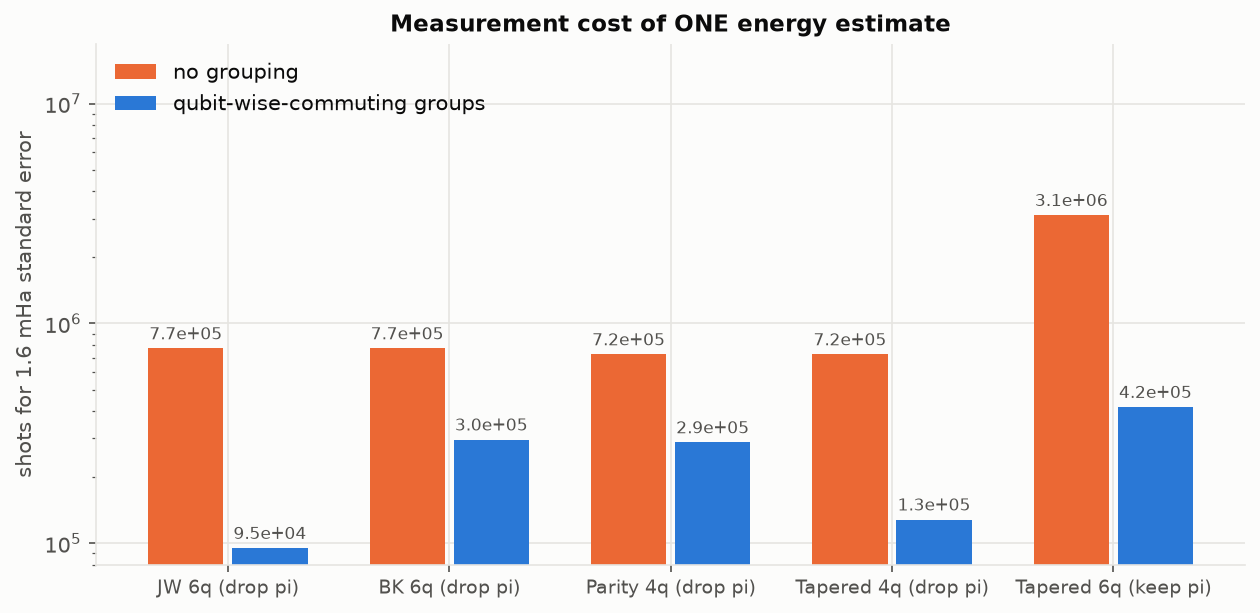 Measurement cost of ONE energy estimate
no grouping
qubit-wise-commuting groups
shots for 1.6 mHa standard error
10^7
10^6
10^5
7.7e+05
9.5e+04
7.7e+05
3.0e+05
7.2e+05
2.9e+05
7.2e+05
1.3e+05
3.1e+06
4.2e+05
JW 6q (drop pi)
BK 6q (drop pi)
Parity 4q (drop pi)
Tapered 4q (drop pi)
Tapered 6q (keep pi)